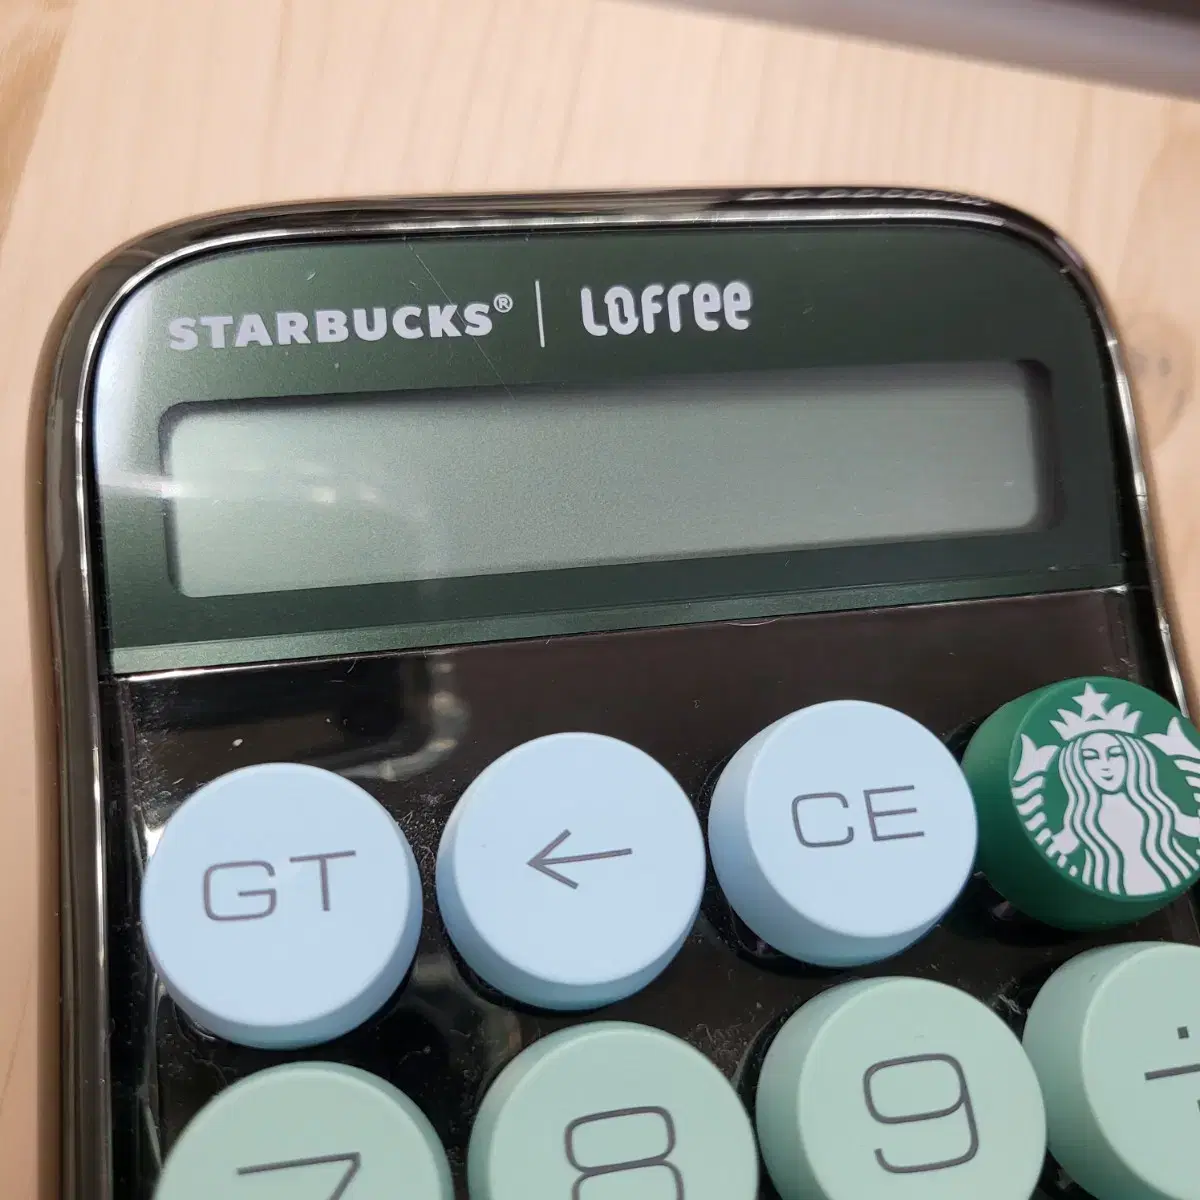 STARBUCKS® | LOFREE
GT ← CE
7 8 9 ÷